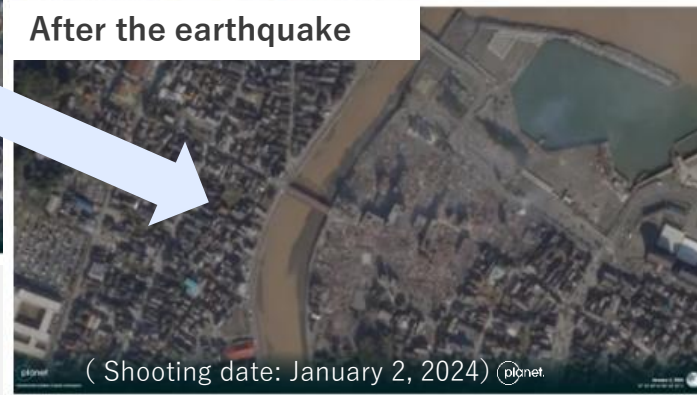 After the earthquake
( Shooting date: January 2, 2024) planet.
planet